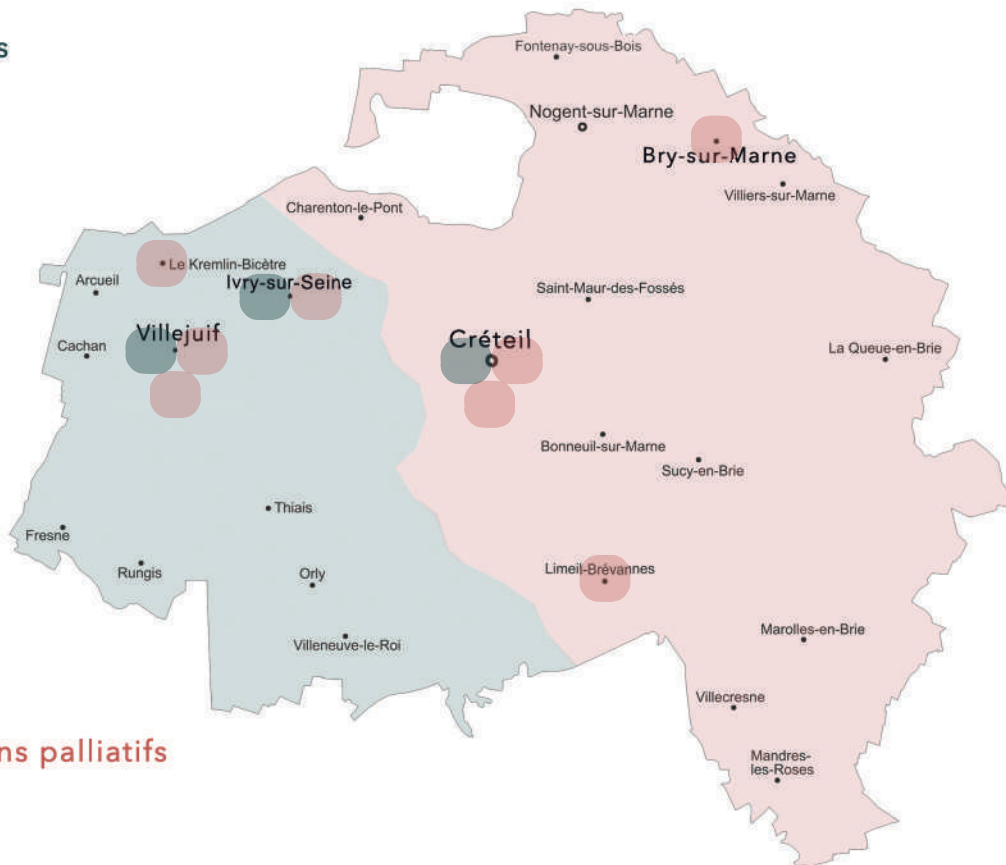 s
Fontenay-sous-Bois
Nogent-sur-Marne
Bry-sur-Marne
Villiers-sur-Marne
Charenton-le-Pont
Le Kremlin-Bicètre
Arcueil
Ivry-sur-Seine
Saint-Maur-des-Fossés
Villejuif
Créteil
Cachan
La Queue-en-Brie
Bonneuil-sur-Marne
Sucy-en-Brie
Thiais
Fresne
Rungis
Orly
Limeil-Brévannes
Villeneuve-le-Roi
Marolles-en-Brie
Villecresne
ns palliatifs
Mandres-
les-Roses